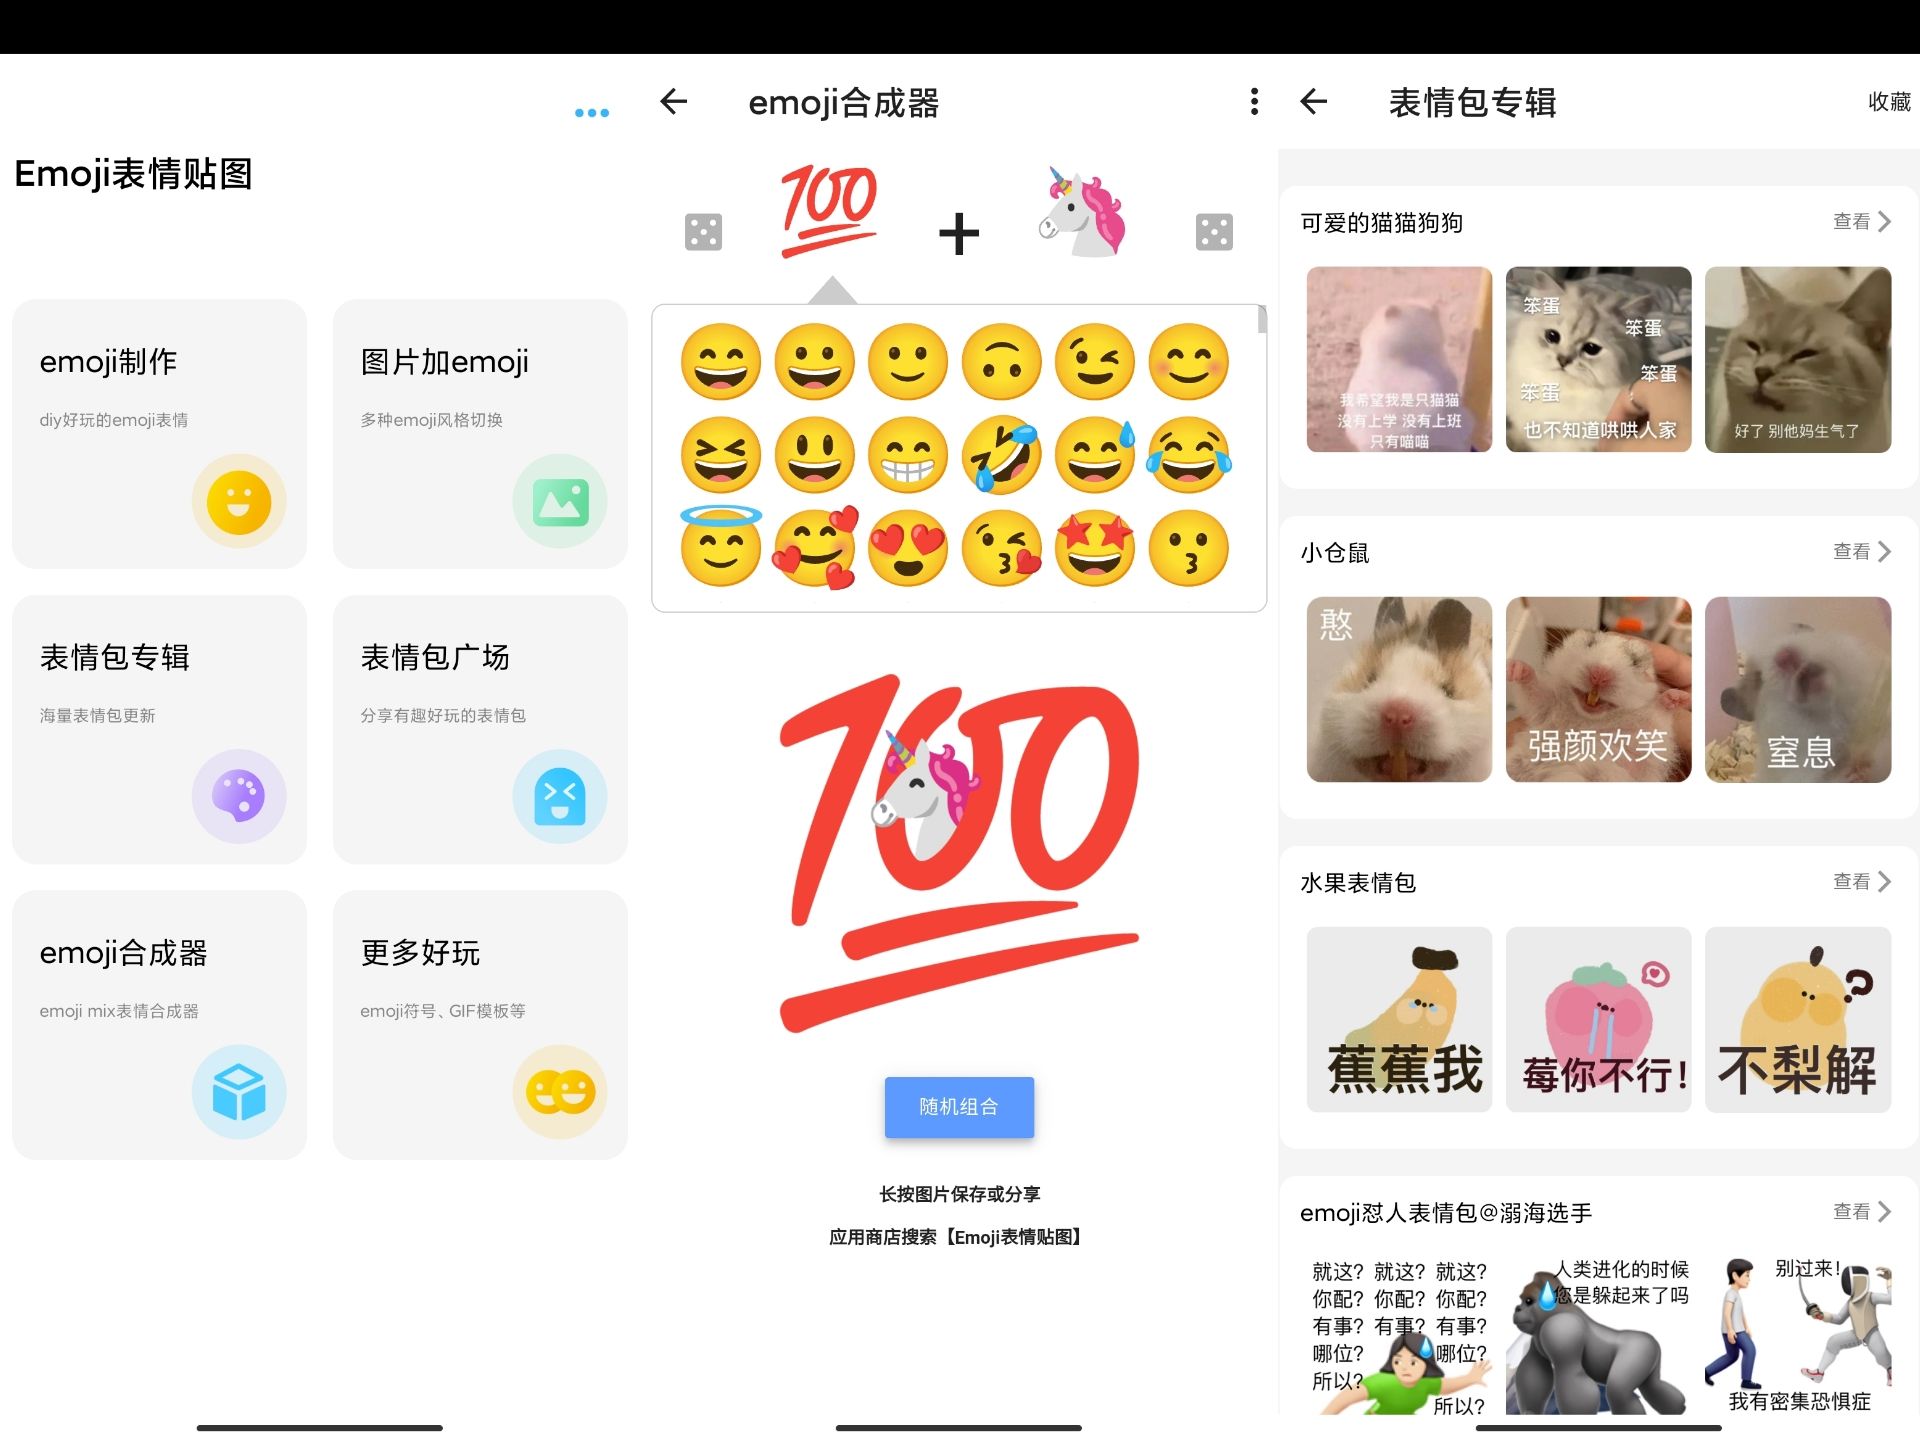 Emoji表情贴图
emoji制作
diy好玩的emoji表情
图片加emoji
多种emoji风格切换
表情包专辑
海量表情包更新
表情包广场
分享有趣好玩的表情包
emoji合成器
emoji mix表情合成器
更多好玩
emoji符号、GIF模板等
emoji合成器
100
+
100
随机组合
长按图片保存或分享
应用商店搜索【Emoji表情贴图】
表情包专辑
收藏
可爱的猫猫狗狗
查看
我希望我是只猫猫
没有上学 没有上班
只有喵喵
笨蛋
笨蛋
笨蛋
笨蛋
也不知道哄哄人家
好了 别他妈生气了
小仓鼠
查看
憨
强颜欢笑
窒息
水果表情包
查看
蕉蕉我
莓你不行!
不梨解
emoji怼人表情包@溺海选手
查看
就这? 就这? 就这?
你配? 你配? 你配?
有事? 有事? 有事?
哪位? 哪位?
所以?
所以?
人类进化的时候
您是躲起来了吗
别过来!
我有密集恐惧症